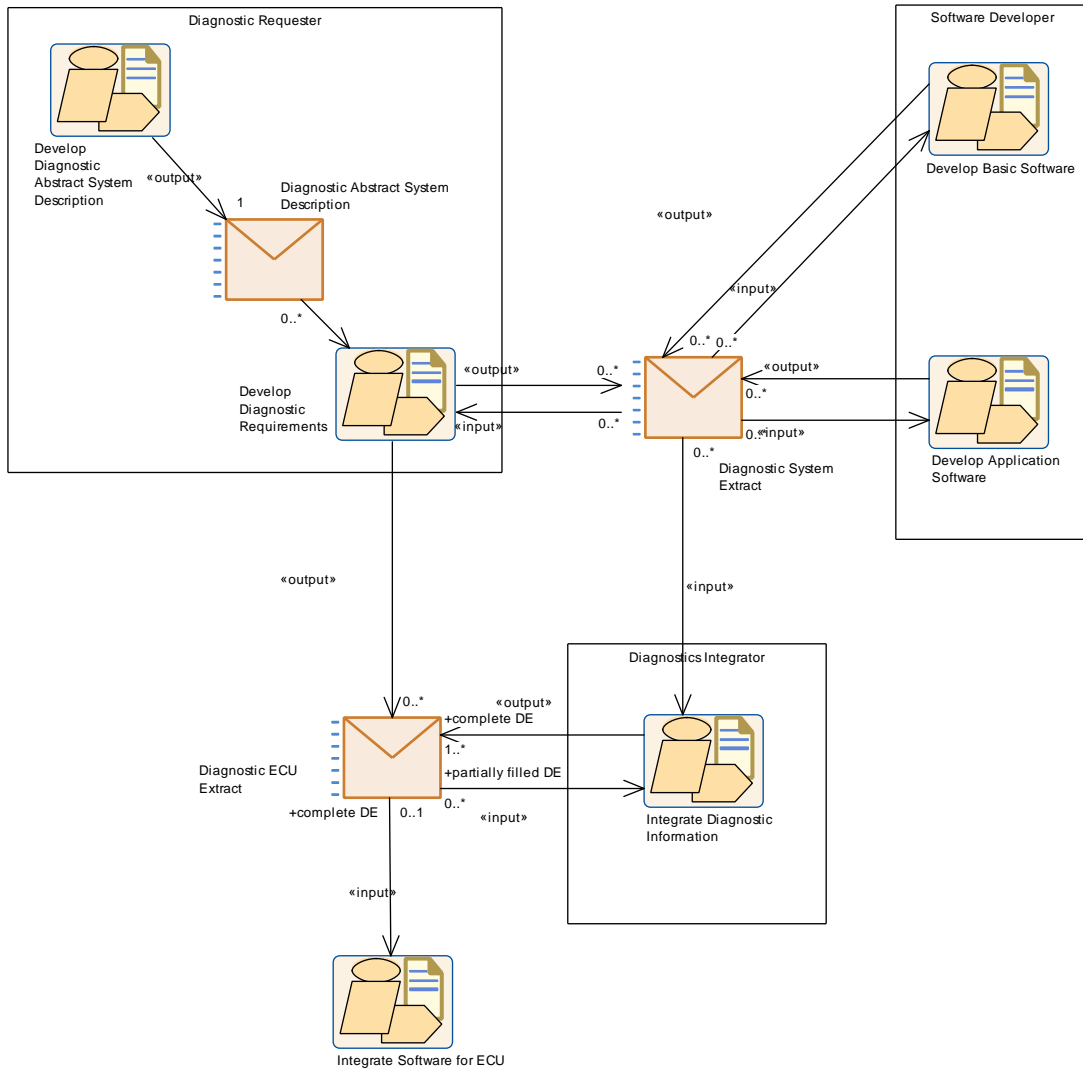 Diagnostic Requester
Software Developer
Develop
Diagnostic
Abstract System
Description
«output»
1
Diagnostic Abstract System
Description
0..*
Develop
Diagnostic
Requirements
«output»
0..*
«input»
0..*
Develop Basic Software
«output»
«input»
0..*
0..*
«output»
0..*
0..*
«input»
0..*
Diagnostic System
Extract
Develop Application
Software
«output»
«input»
Diagnostics Integrator
0..*
+complete DE
«output»
1..*
+partially filled DE
0..*
«input»
Diagnostic ECU
Extract
+complete DE
0..1
Integrate Diagnostic
Information
«input»
Integrate Software for ECU